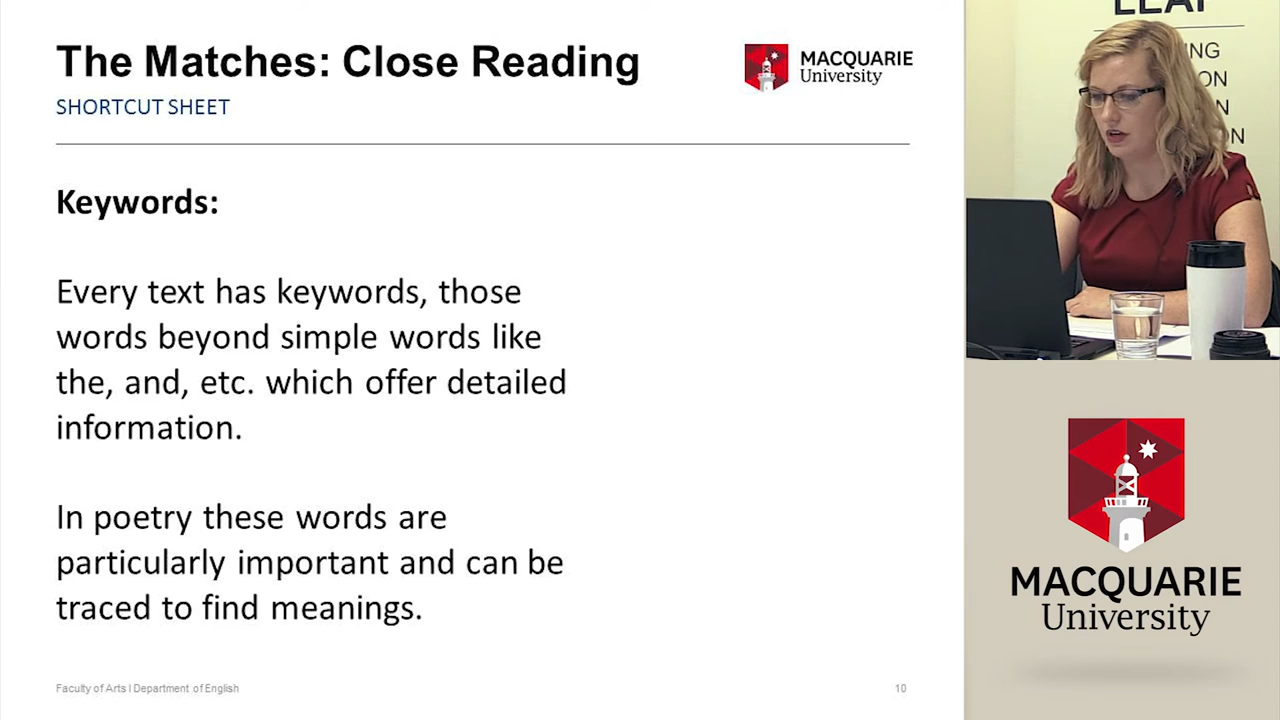 The Matches: Close Reading
SHORTCUT SHEET
MACQUARIE
University
Keywords:
Every text has keywords, those
words beyond simple words like
the, and, etc. which offer detailed
information.
In poetry these words are
particularly important and can be
traced to find meanings.
Faculty of Arts I Department of English
10
MACQUARIE
University